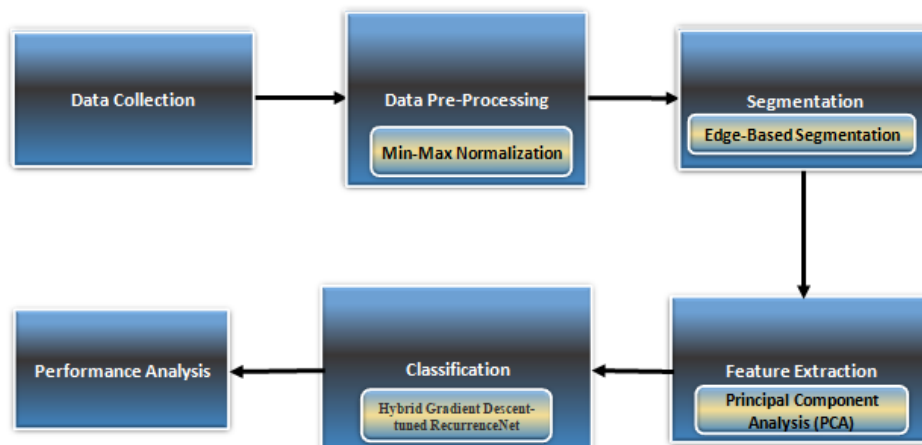 Data Collection
Data Pre-Processing
Min-Max Normalization
Segmentation
Edge-Based Segmentation
Performance Analysis
Classification
Hybrid Gradient Descent-
tuned RecurrenceNet
Feature Extraction
Principal Component
Analysis (PCA)